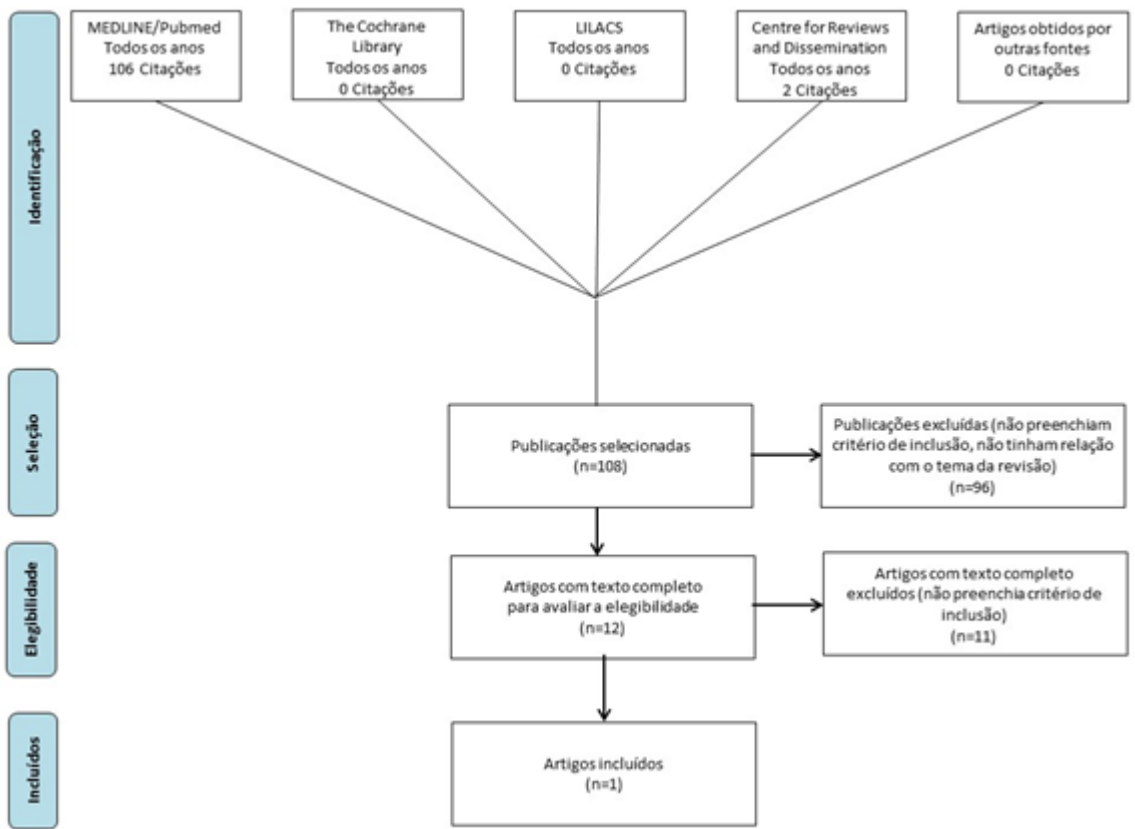 Identificação
MEDLINE/Pubmed
Todos os anos
106 Citações
The Cochrane
Library
Todos os anos
0 Citações
LILACS
Todos os anos
0 Citações
Centre for Reviews
and Dissemination
Todos os anos
2 Citações
Artigos obtidos por
outras fontes
0 Citações
Seleção
Publicações selecionadas
(n=108)
Publicações excluídas (não preenchiam
critério de inclusão, não tinham relação
com o tema da revisão)
(n=96)
Elegibilidade
Artigos com texto completo
para avaliar a elegibilidade
(n=12)
Artigos com texto completo
excluídos (não preenchia critério de
inclusão)
(n=11)
Incluídos
Artigos incluídos
(n=1)